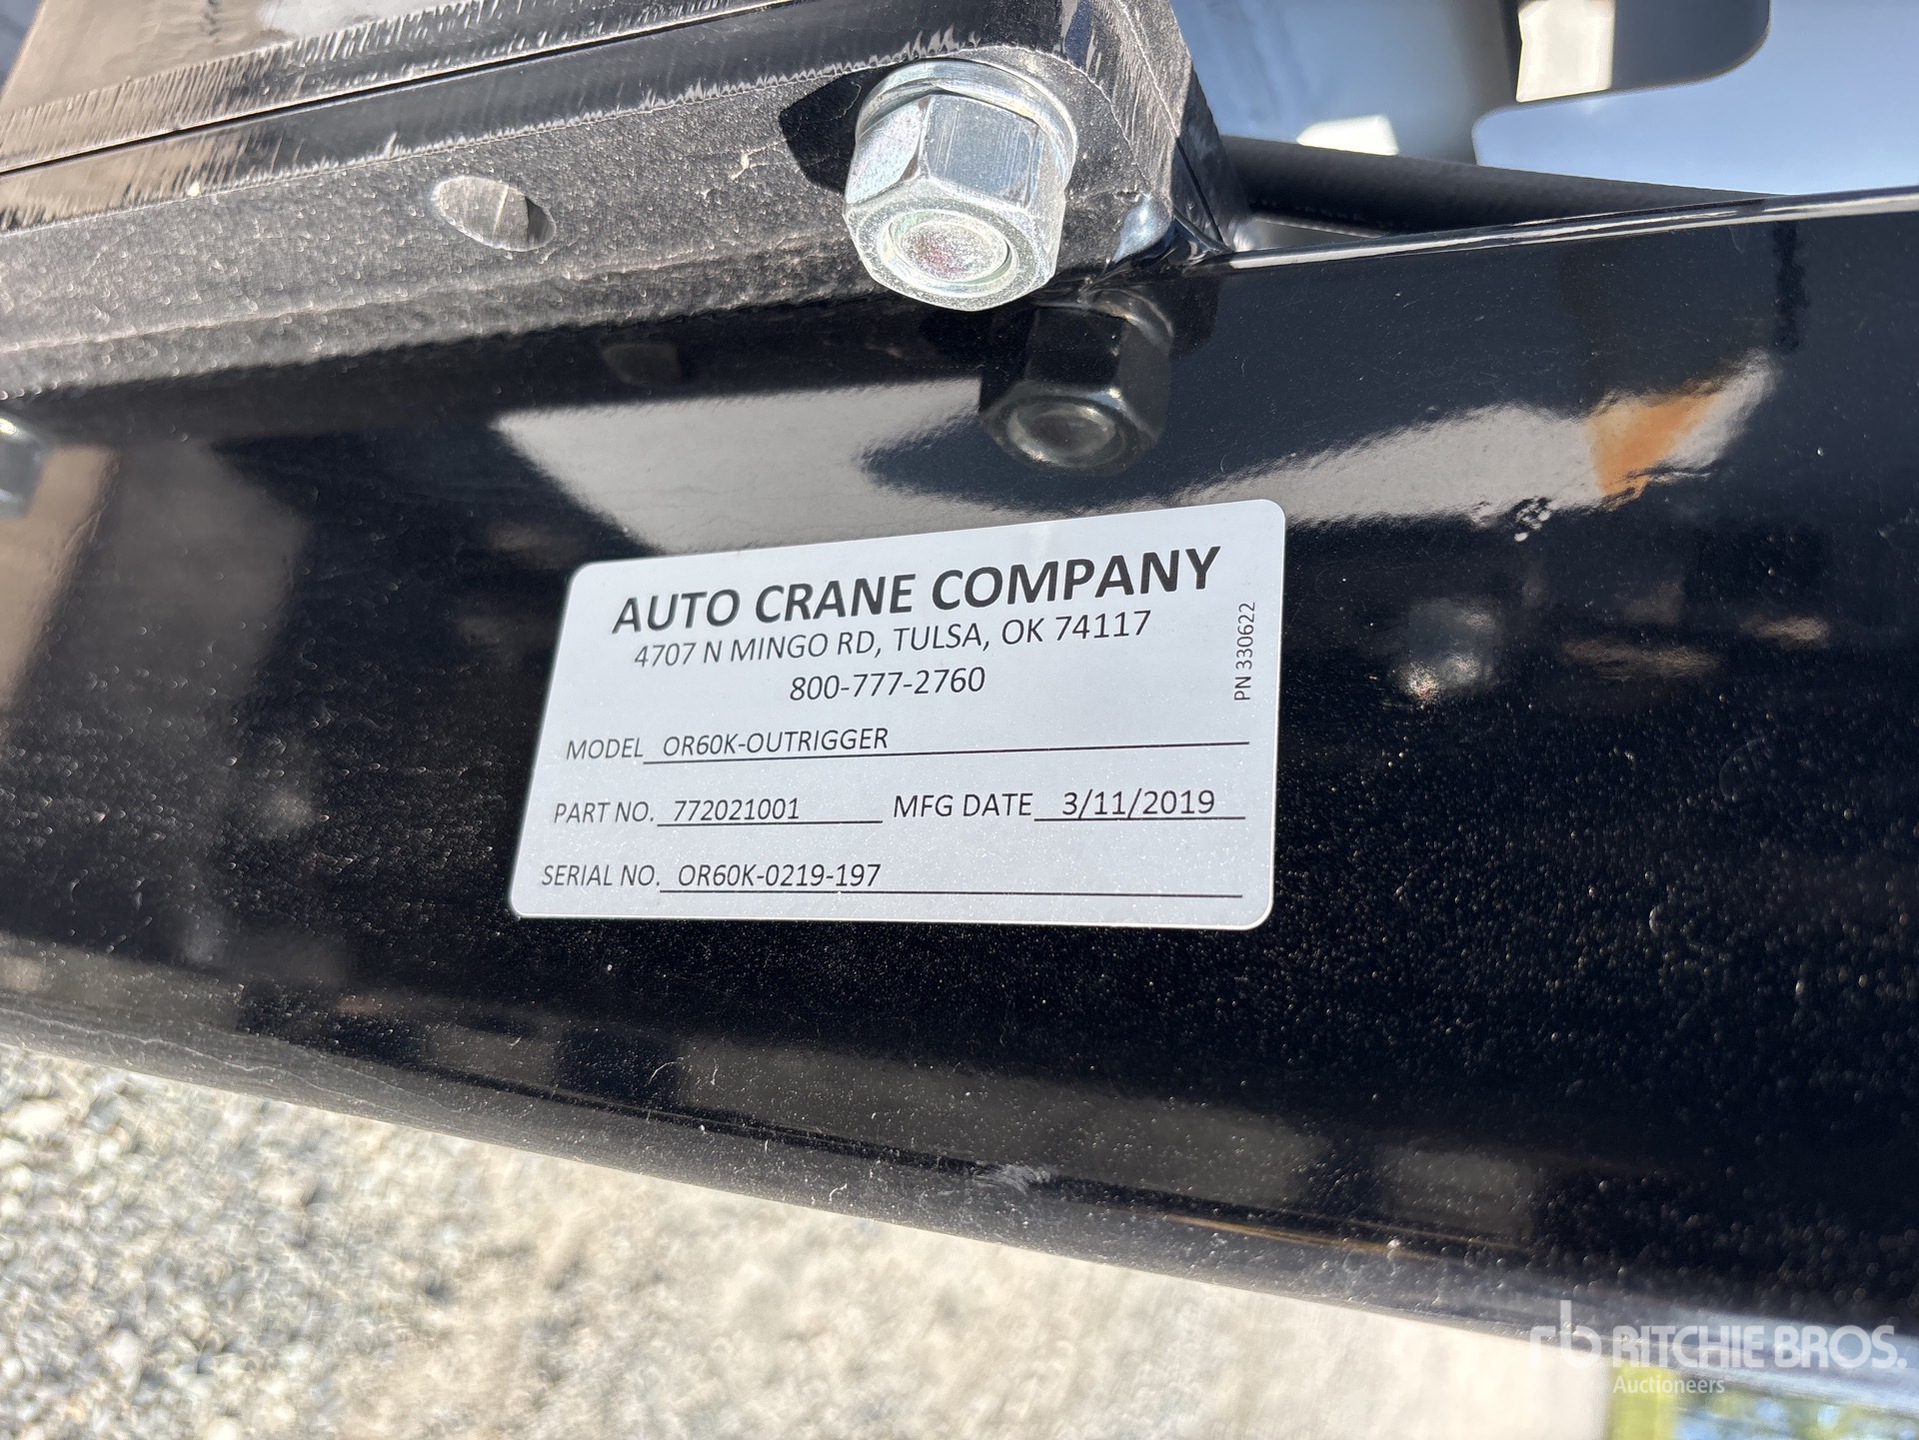 AUTO CRANE COMPANY
4707 N MINGO RD, TULSA, OK 74117
800-777-2760
PN 330622
MODEL OR60K-OUTRIGGER
PART NO. 772021001 MFG DATE 3/11/2019
SERIAL NO. OR60K-0219-197
rb RITCHIE BROS.
Auctioneers